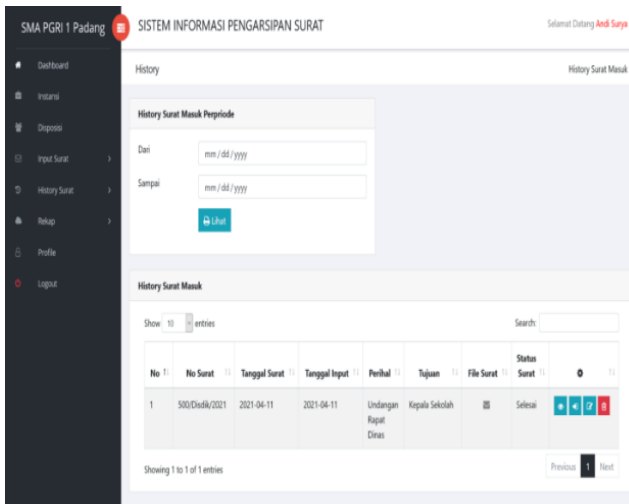 SMA PGRI 1 Padang
SISTEM INFORMASI PENGARSIPAN SURAT
Selamat Datang Andi Surya
Dashboard
Instansi
Disposisi
Input Surat
History Surat
Rekap
Profile
Logout
History
History Surat Masuk
History Surat Masuk Perpriode
Dari
mm/dd/yyyy
Sampai
mm/dd/yyyy
Lihat
History Surat Masuk
Show 10 entries
Search:
No No Surat Tanggal Surat Tanggal Input Perihal Tujuan File Surat Status Surat
1 500/Disdik/2021 2021-04-11 2021-04-11 Undangan Rapat Dinas Kepala Sekolah Selesai
Showing 1 to 1 of 1 entries
Previous 1 Next